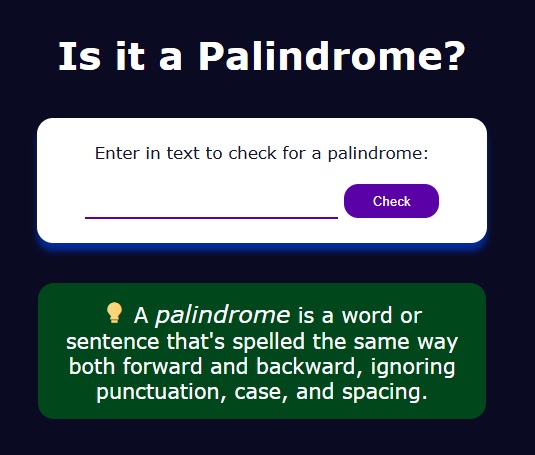 Is it a Palindrome?
Enter in text to check for a palindrome:
Check
💡 A palindrome is a word or
sentence that's spelled the same way
both forward and backward, ignoring
punctuation, case, and spacing.